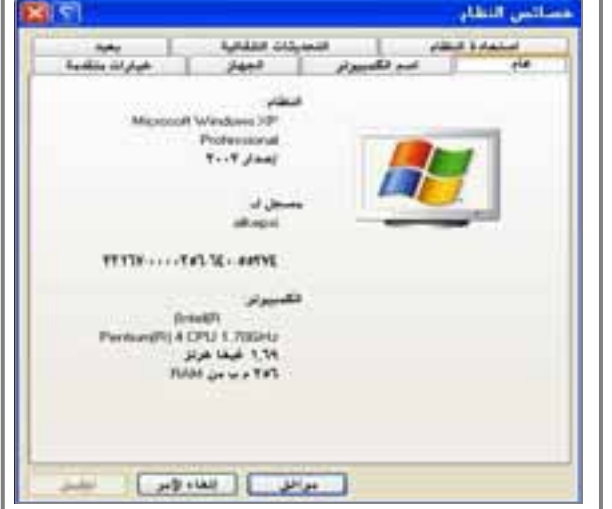 خصائص النظام
استعادة النظام
التحديثات التلقائية
بعيد
عام
اسم الكمبيوتر
الجهاز
خيارات متقدمة
النظام
Microsoft Windows XP
Professional
إصدار ٢٠٠٢
مسجل لـ
الكمبيوتر
Intel(R)
Pentium(R) 4 CPU 1.70GHz
١,٦٩ غيغا هرتز
٢٥٦ م ب من RAM
موافق
إلغاء الأمر
تطبيق